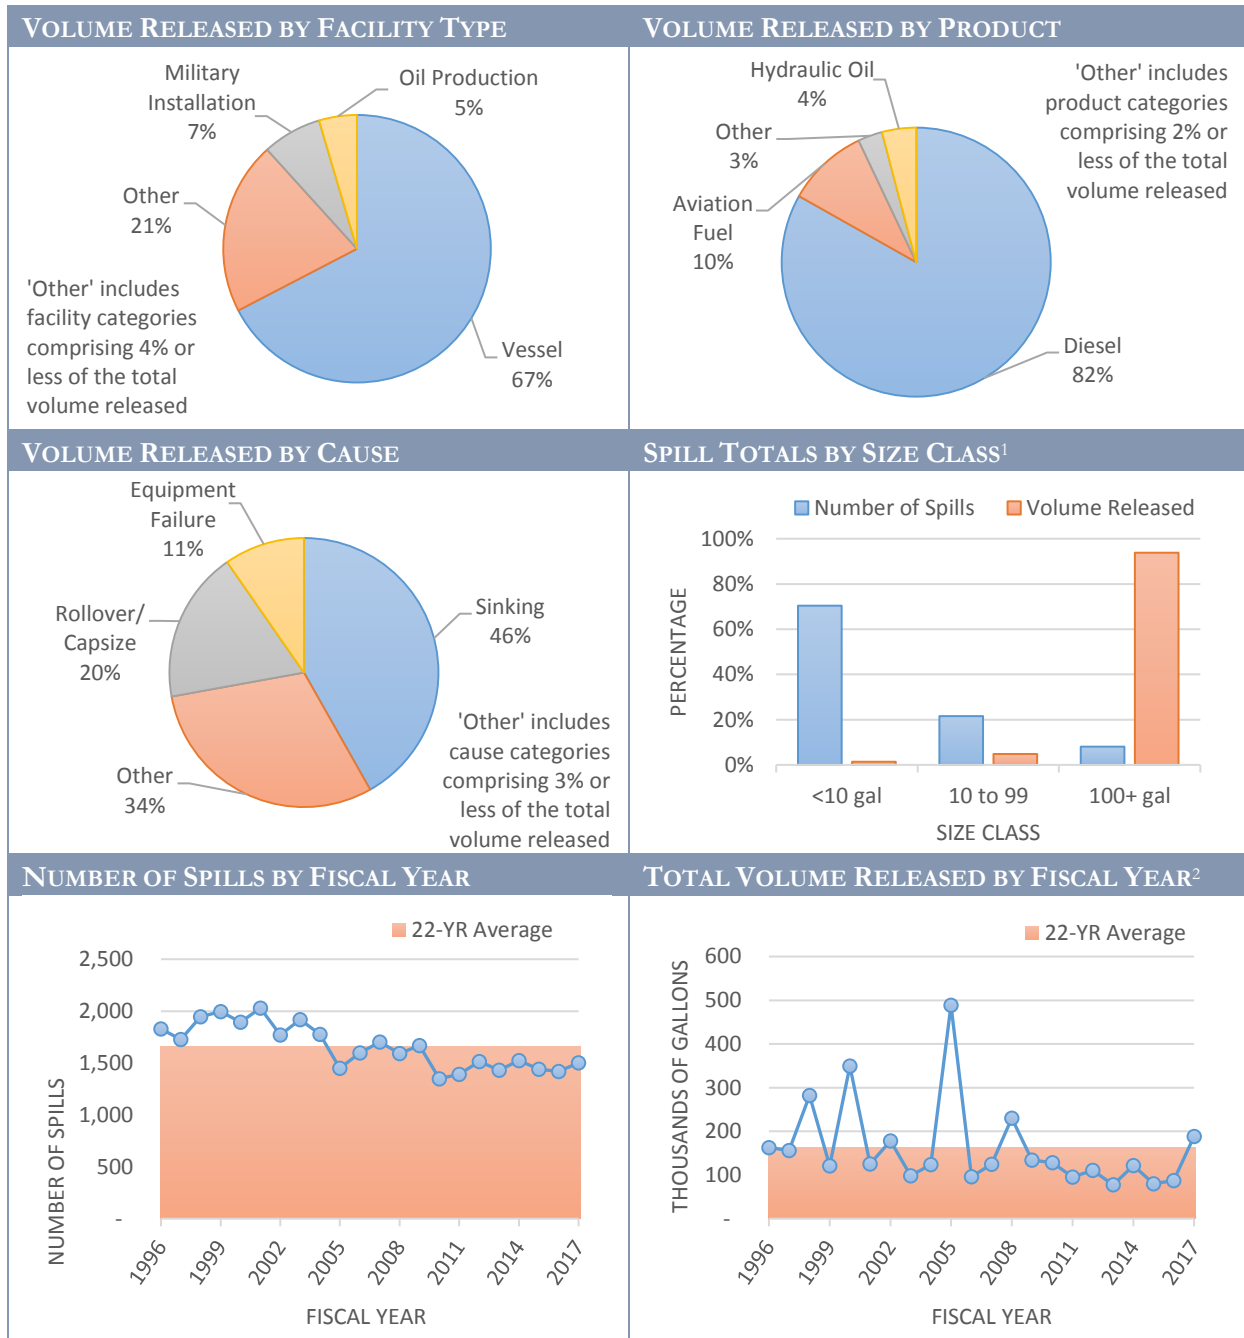 VOLUME RELEASED BY FACILITY TYPE
Military
Installation
7%
Oil Production
5%
Other
21%
'Other' includes
facility categories
comprising 4% or
less of the total
volume released
Vessel
67%
VOLUME RELEASED BY PRODUCT
Hydraulic Oil
4%
'Other' includes
product categories
comprising 2% or
less of the total
volume released
Other
3%
Aviation
Fuel
10%
Diesel
82%
VOLUME RELEASED BY CAUSE
Equipment
Failure
11%
Rollover/
Capsize
20%
Sinking
46%
Other
34%
'Other' includes
cause categories
comprising 3% or
less of the total
volume released
SPILL TOTALS BY SIZE CLASS1
Number of Spills
Volume Released
PERCENTAGE
100%
80%
60%
40%
20%
0%
<10 gal
10 to 99
100+ gal
SIZE CLASS
NUMBER OF SPILLS BY FISCAL YEAR
22-YR Average
NUMBER OF SPILLS
2,500
2,000
1,500
1,000
500
-
1996
1999
2002
2005
2008
2011
2014
2017
FISCAL YEAR
TOTAL VOLUME RELEASED BY FISCAL YEAR2
22-YR Average
THOUSANDS OF GALLONS
600
500
400
300
200
100
-
1996
1999
2002
2005
2008
2011
2014
2017
FISCAL YEAR